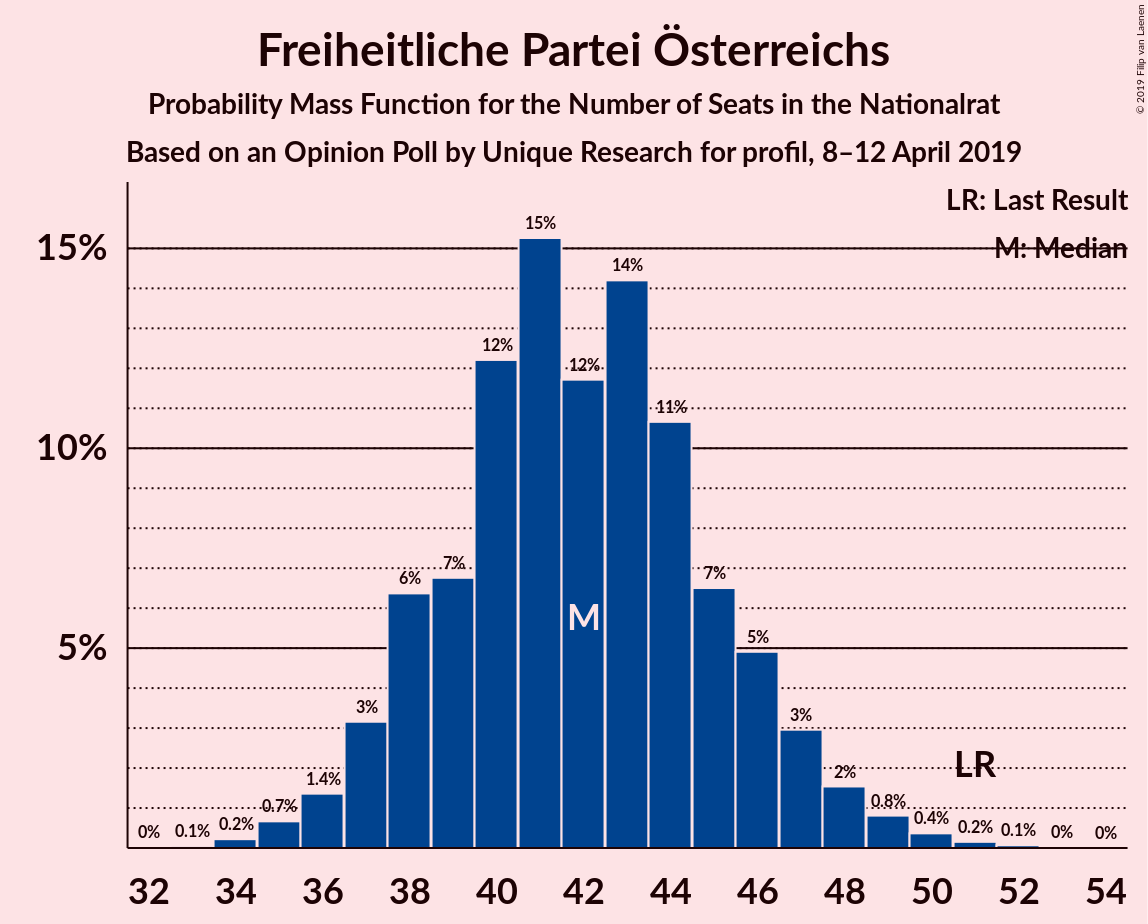 Freiheitliche Partei Österreichs
Probability Mass Function for the Number of Seats in the Nationalrat
Based on an Opinion Poll by Unique Research for profil, 8–12 April 2019
© 2019 Filip van Laenen
LR: Last Result
M: Median
15%
10%
5%
0%
0.1%
0.2%
0.7%
1.4%
3%
6%
7%
12%
15%
12%
14%
11%
7%
5%
3%
2%
0.8%
0.4%
0.2%
0.1%
0%
0%
M
LR
32 34 36 38 40 42 44 46 48 50 52 54